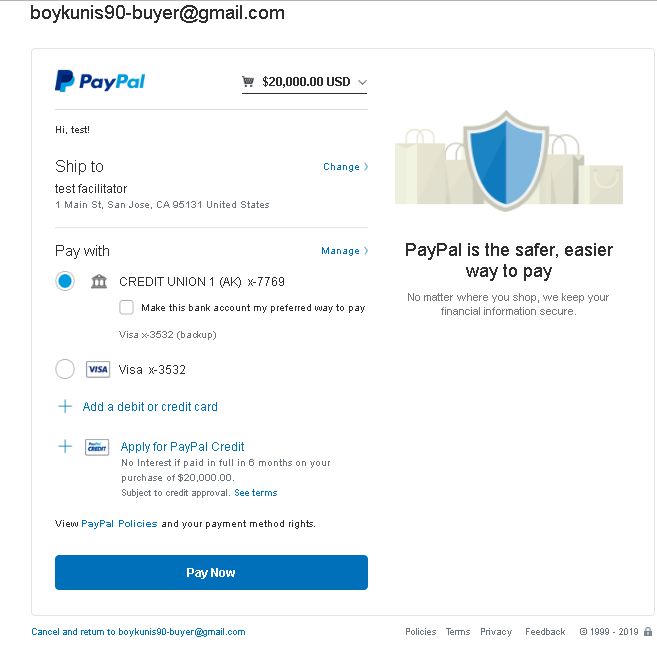 boykunis90-buyer@gmail.com
PayPal
$20,000.00 USD
Hi, test!
Ship to
Change
test facilitator
1 Main St, San Jose, CA 95131 United States
Pay with
Manage
CREDIT UNION 1 (AK) x-7769
Make this bank account my preferred way to pay
Visa x-3532 (backup)
VISA
Visa x-3532
Add a debit or credit card
PayPal
CREDIT
Apply for PayPal Credit
No Interest if paid in full in 6 months on your
purchase of $20,000.00.
Subject to credit approval. See terms
View PayPal Policies and your payment method rights.
Pay Now
PayPal is the safer, easier
way to pay
No matter where you shop, we keep your
financial information secure.
Cancel and return to boykunis90-buyer@gmail.com
Policies Terms Privacy Feedback © 1999 - 2019